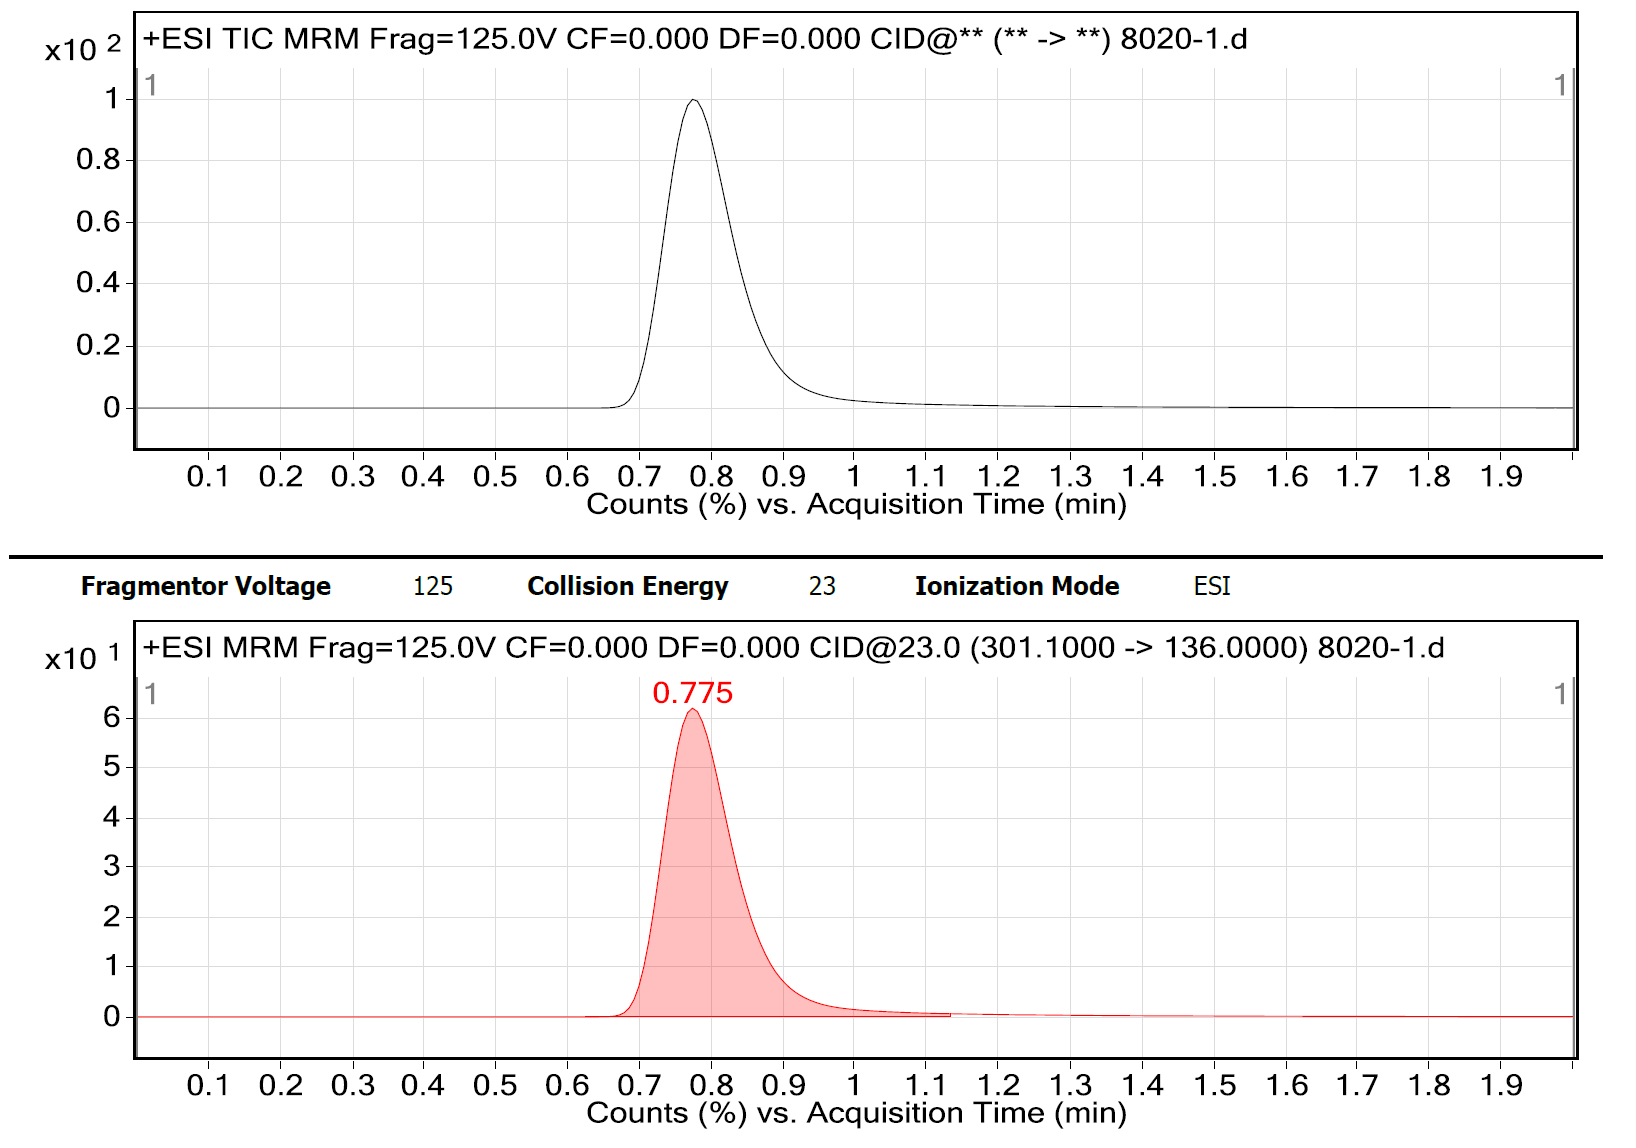 x10 2
+ESI TIC MRM Frag=125.0V CF=0.000 DF=0.000 CID@** (** -> **) 8020-1.d
1 1
1
0.8
0.6
0.4
0.2
0
0.1 0.2 0.3 0.4 0.5 0.6 0.7 0.8 0.9 1 1.1 1.2 1.3 1.4 1.5 1.6 1.7 1.8 1.9
Counts (%) vs. Acquisition Time (min)
Fragmentor Voltage 125 Collision Energy 23 Ionization Mode ESI
x10 1
+ESI MRM Frag=125.0V CF=0.000 DF=0.000 CID@23.0 (301.1000 -> 136.0000) 8020-1.d
1 0.775 1
6
5
4
3
2
1
0
0.1 0.2 0.3 0.4 0.5 0.6 0.7 0.8 0.9 1 1.1 1.2 1.3 1.4 1.5 1.6 1.7 1.8 1.9
Counts (%) vs. Acquisition Time (min)